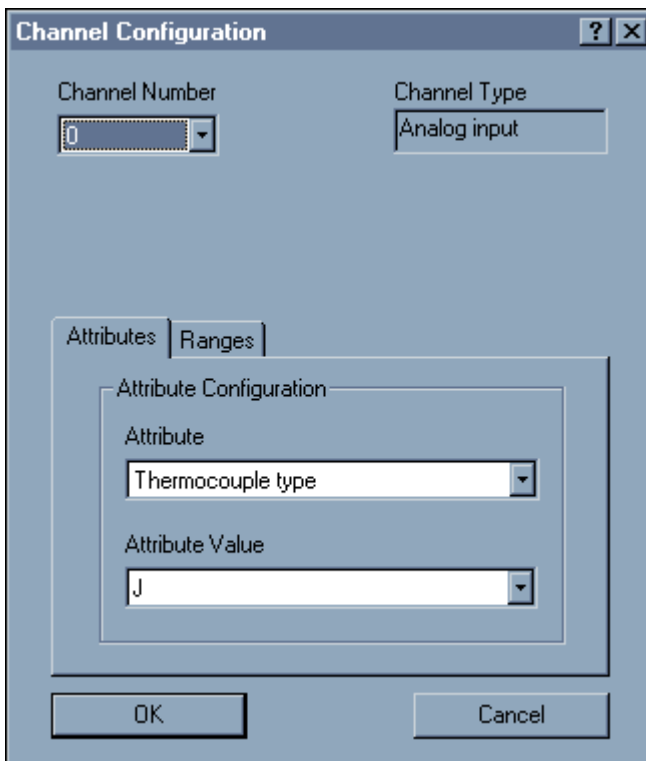 Channel Configuration
Channel Number
Channel Type
0
Analog input
Attributes
Ranges
Attribute Configuration
Attribute
Thermocouple type
Attribute Value
J
OK
Cancel